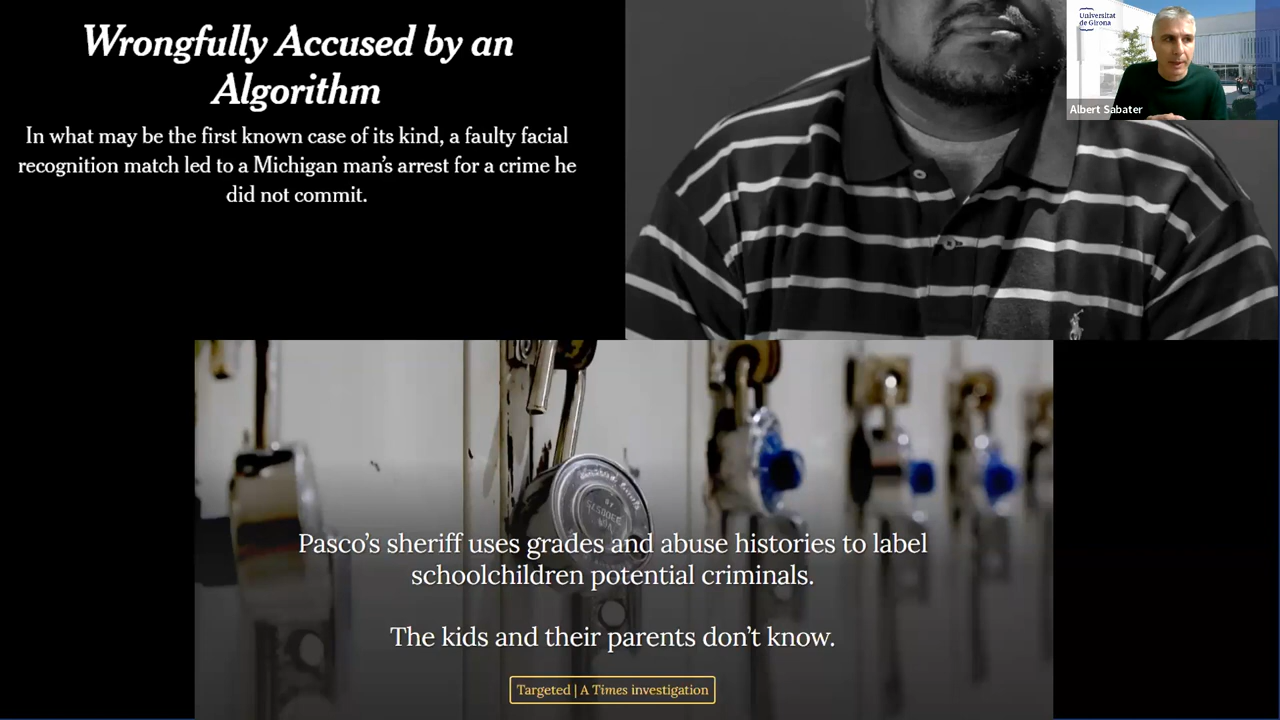 Wrongfully Accused by an
Algorithm
In what may be the first known case of its kind, a faulty facial
recognition match led to a Michigan man's arrest for a crime he
did not commit.
Universitat
de Girona
Albert Sabater
Pasco's sheriff uses grades and abuse histories to label
schoolchildren potential criminals.
The kids and their parents don't know.
Targeted | A Times investigation